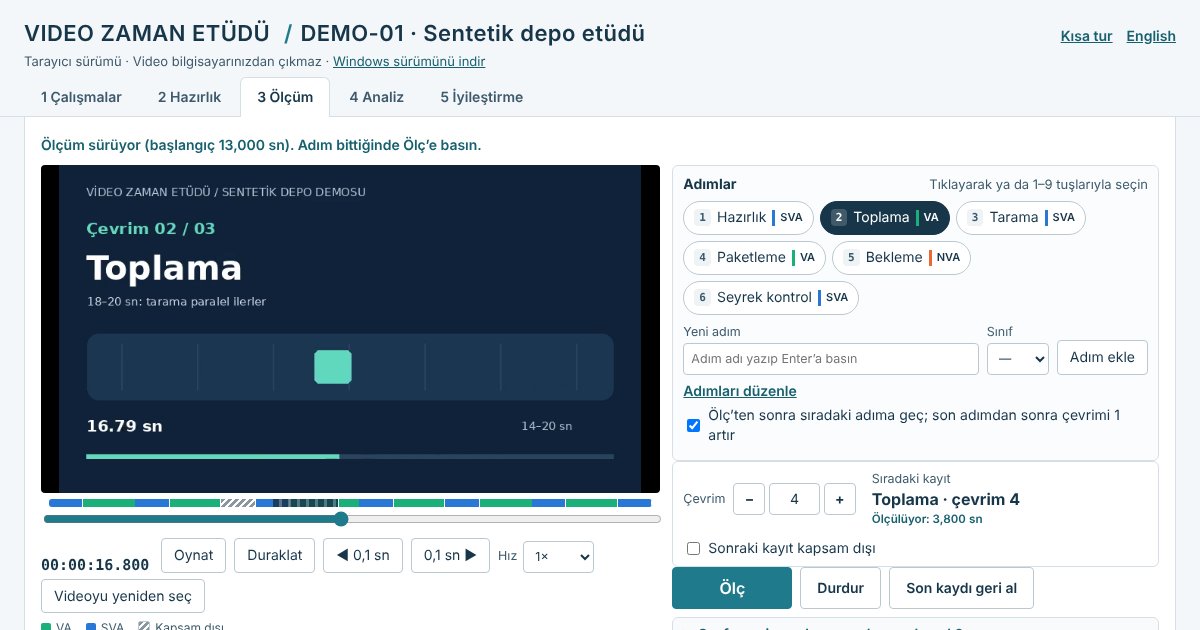 VIDEO ZAMAN ETÜDÜ / DEMO-01 · Sentetik depo etüdü
Kısa tur English
Tarayıcı sürümü · Video bilgisayarınızdan çıkmaz · Windows sürümünü indir
1 Çalışmalar 2 Hazırlık 3 Ölçüm 4 Analiz 5 İyileştirme
Ölçüm sürüyor (başlangıç 13,000 sn). Adım bittiğinde Ölç’e basın.
VİDEO ZAMAN ETÜDÜ / SENTETİK DEPO DEMOSU
Çevrim 02 / 03
Toplama
18–20 sn: tarama paralel ilerler
16.79 sn 14–20 sn
00:00:16.800 Oynat Duraklat ◀ 0,1 sn 0,1 sn ▶ Hız 1×
Videoyu yeniden seç
VA SVA Kapsam dışı
Adımlar Tıklayarak ya da 1–9 tuşlarıyla seçin
1 Hazırlık SVA 2 Toplama VA 3 Tarama SVA
4 Paketleme VA 5 Bekleme NVA
6 Seyrek kontrol SVA
Yeni adım Sınıf
Adım adı yazıp Enter’a basın — Adım ekle
Adımları düzenle
Ölç’ten sonra sıradaki adıma geç; son adımdan sonra çevrimi 1
artır
Çevrim – 4 + Sıradaki kayıt
Toplama · çevrim 4
Ölçülüyor: 3,800 sn
Sonraki kayıt kapsam dışı
Ölç Durdur Son kaydı geri al